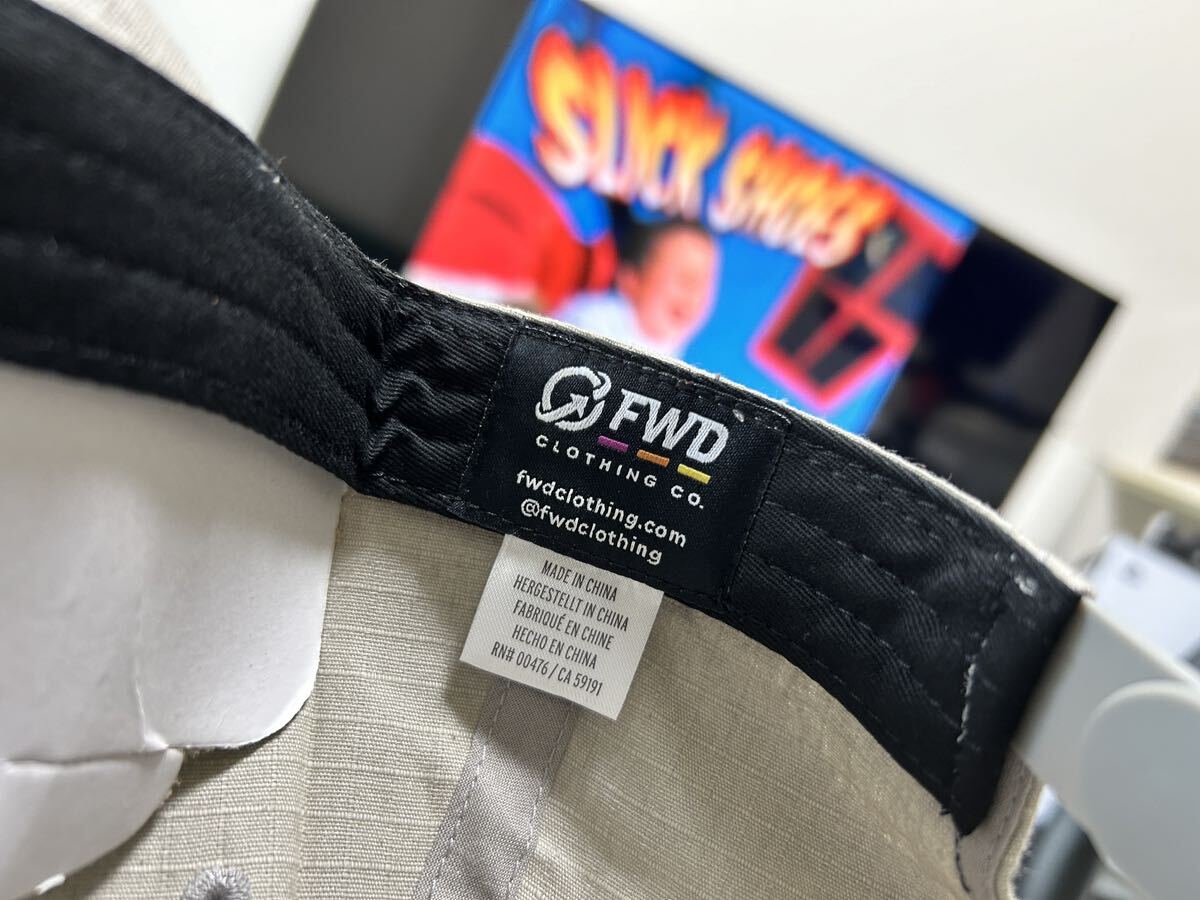 SLICK SHOES
FWD
CLOTHING CO.
fwdclothing.com
@fwdclothing
MADE IN CHINA
HERGESTELLT IN CHINA
FABRIQUÉ EN CHINE
HECHO EN CHINA
RN# 00476 / CA 59191